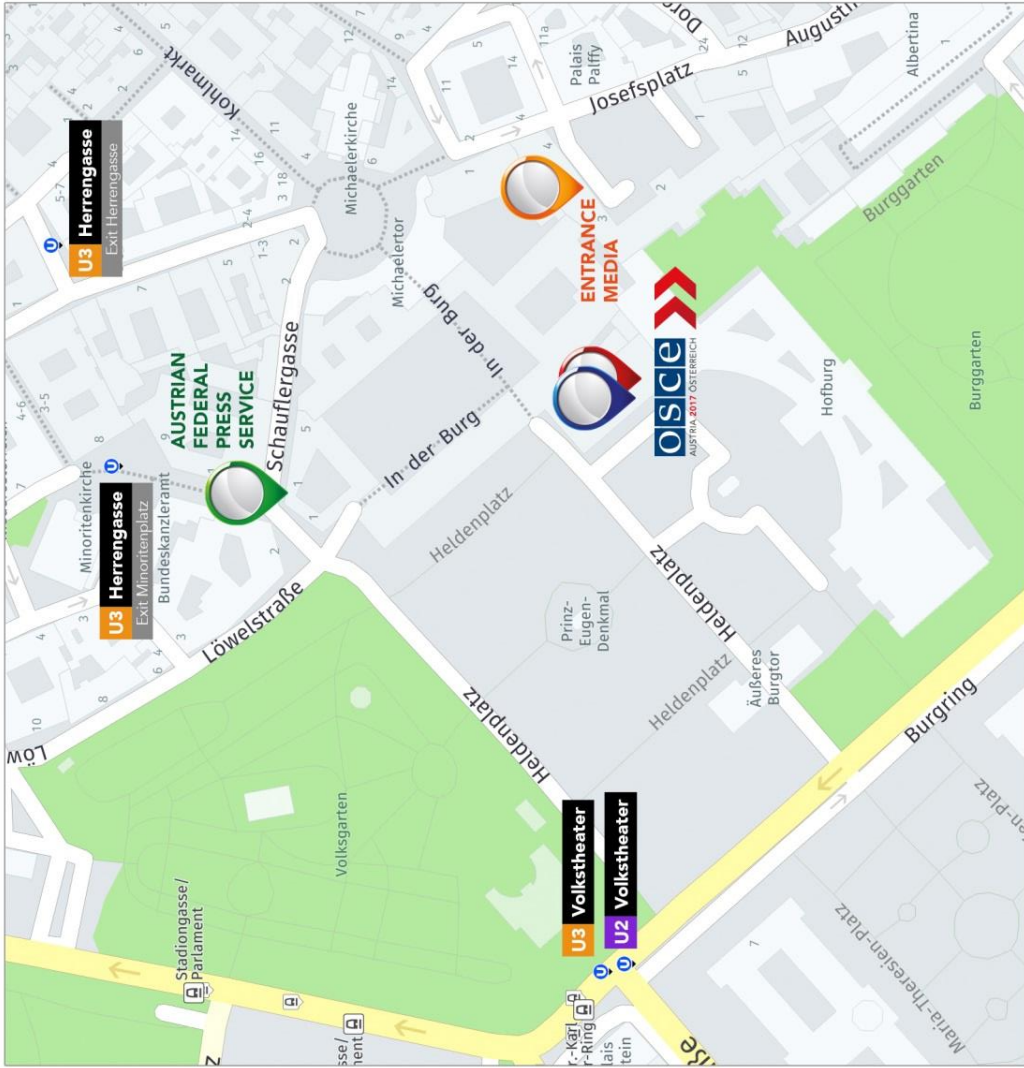 Kohlmarkt
U3 Herrengasse
Exit Herrengasse
Michaelerkirche
Michaelertor
Palais
Palffy
Josefsplatz
Albertina
Burggarten
ENTRANCE
MEDIA
AUSTRIAN
FEDERAL
PRESS
SERVICE
Schauflergasse
In der Burg
In der Burg
osce
AUSTRIA 2017 ÖSTERREICH
Hofburg
Burggarten
Minoritenkirche
U3 Herrengasse
Exit Minoritenplatz
Bundeskanzleramt
Löwelstraße
Heldenplatz
Heldenplatz
Prinz-
Eugen-
Denkmal
Heldenplatz
Heldenplatz
Äußeres
Burgtor
Burgring
Volksgarten
U3 Volkstheater
U2 Volkstheater
Stadiongasse/
Parlament
Maria-Theresien-Platz